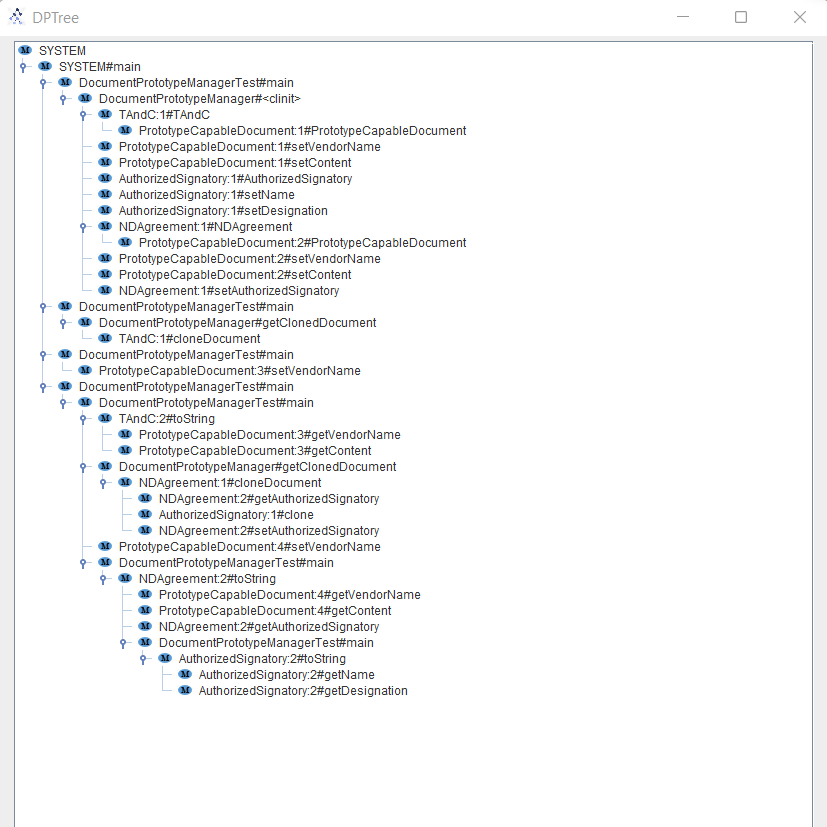 DPTree
M SYSTEM
M SYSTEM#main
M DocumentPrototypeManagerTest#main
M DocumentPrototypeManager#<clinit>
M TAndC:1#TAndC
M PrototypeCapableDocument:1#PrototypeCapableDocument
M PrototypeCapableDocument:1#setVendorName
M PrototypeCapableDocument:1#setContent
M AuthorizedSignatory:1#AuthorizedSignatory
M AuthorizedSignatory:1#setName
M AuthorizedSignatory:1#setDesignation
M NDAgreement:1#NDAgreement
M PrototypeCapableDocument:2#PrototypeCapableDocument
M PrototypeCapableDocument:2#setVendorName
M PrototypeCapableDocument:2#setContent
M NDAgreement:1#setAuthorizedSignatory
M DocumentPrototypeManagerTest#main
M DocumentPrototypeManager#getClonedDocument
M TAndC:1#cloneDocument
M DocumentPrototypeManagerTest#main
M PrototypeCapableDocument:3#setVendorName
M DocumentPrototypeManagerTest#main
M DocumentPrototypeManagerTest#main
M TAndC:2#toString
M PrototypeCapableDocument:3#getVendorName
M PrototypeCapableDocument:3#getContent
M DocumentPrototypeManager#getClonedDocument
M NDAgreement:1#cloneDocument
M NDAgreement:2#getAuthorizedSignatory
M AuthorizedSignatory:1#clone
M NDAgreement:2#setAuthorizedSignatory
M PrototypeCapableDocument:4#setVendorName
M DocumentPrototypeManagerTest#main
M NDAgreement:2#toString
M PrototypeCapableDocument:4#getVendorName
M PrototypeCapableDocument:4#getContent
M NDAgreement:2#getAuthorizedSignatory
M DocumentPrototypeManagerTest#main
M AuthorizedSignatory:2#toString
M AuthorizedSignatory:2#getName
M AuthorizedSignatory:2#getDesignation